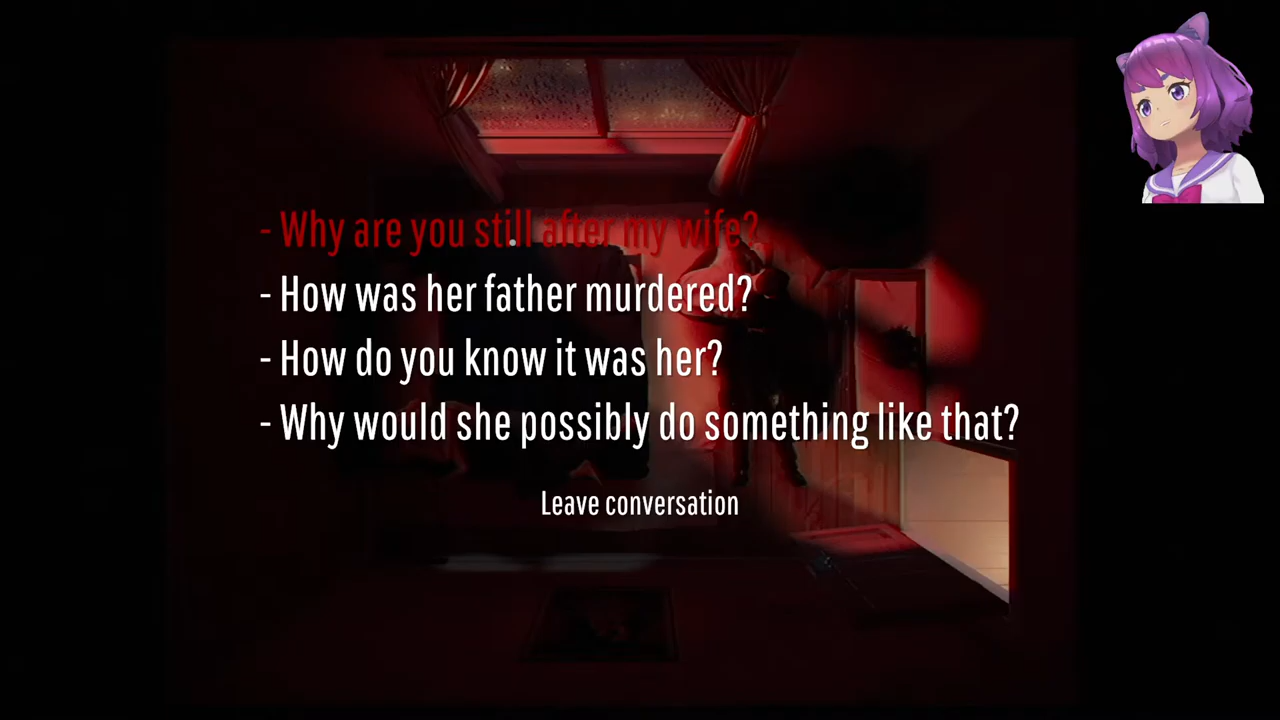 - Why are you still after my wife?
- How was her father murdered?
- How do you know it was her?
- Why would she possibly do something like that?
Leave conversation